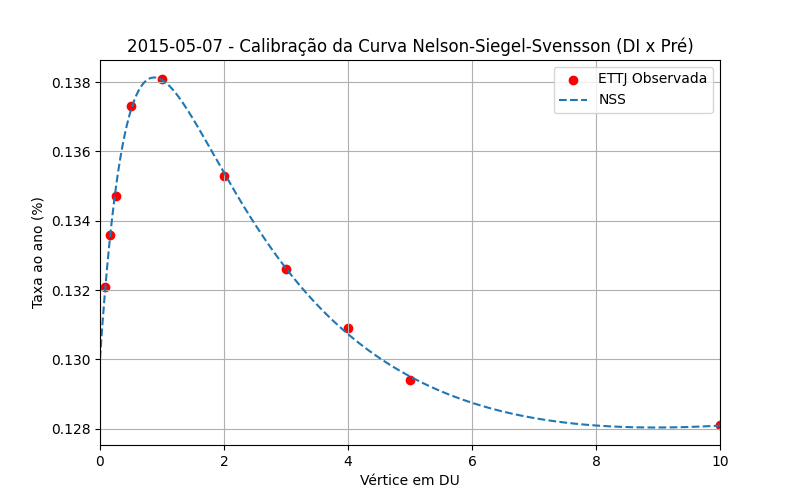 2015-05-07 - Calibração da Curva Nelson-Siegel-Svensson (DI x Pré)
ETTJ Observada
NSS
Taxa ao ano (%)
0.138
0.136
0.134
0.132
0.130
0.128
0 2 4 6 8 10
Vértice em DU